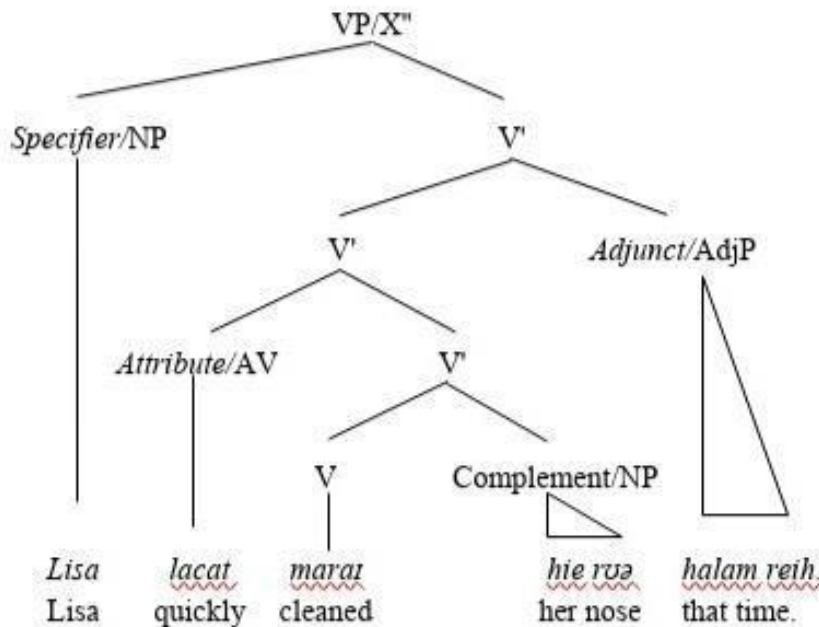 VP/X"
Specifier/NP V'
V' Adjunct/AdjP
Attribute/AV V'
V Complement/NP
Lisa lacat maraɪ hie rʊə halam reih.
Lisa quickly cleaned her nose that time.